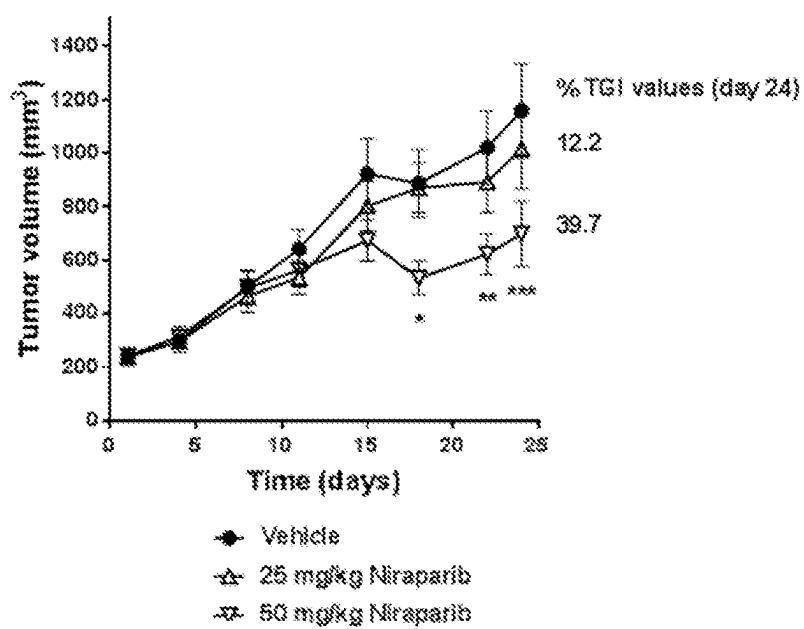 1400
1200
1000
800
600
400
200
0
Tumor volume (mm³)
0 5 10 15 20 25
Time (days)
% TGI values (day 24)
12.2
39.7
* ** ***
Vehicle
25 mg/kg Niraparib
50 mg/kg Niraparib